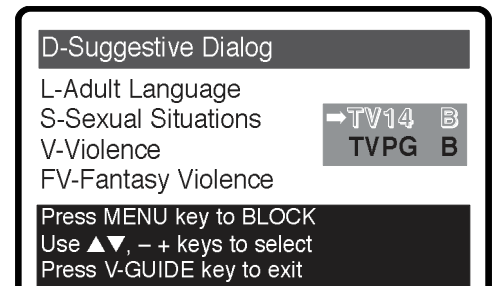 D-Suggestive Dialog
L-Adult Language
S-Sexual Situations
V-Violence
FV-Fantasy Violence
➡TV14 B
TVPG B
Press MENU key to BLOCK
Use ▲▼, – + keys to select
Press V-GUIDE key to exit